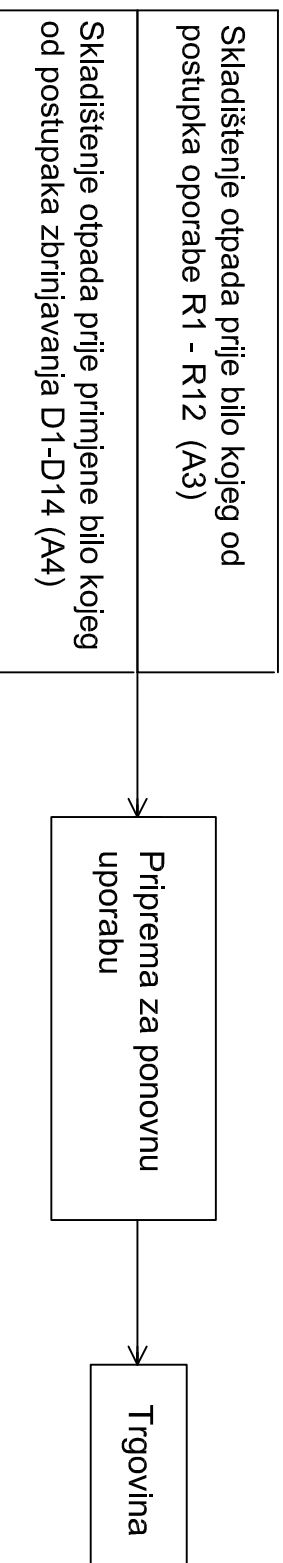 Skladištenje otpada prije bilo kojeg od
postupka oporabe R1 - R12 (A3)
Skladištenje otpada prije primjene bilo kojeg
od postupaka zbrinjavanja D1-D14 (A4)
Priprema za ponovnu
uporabu
Trgovina